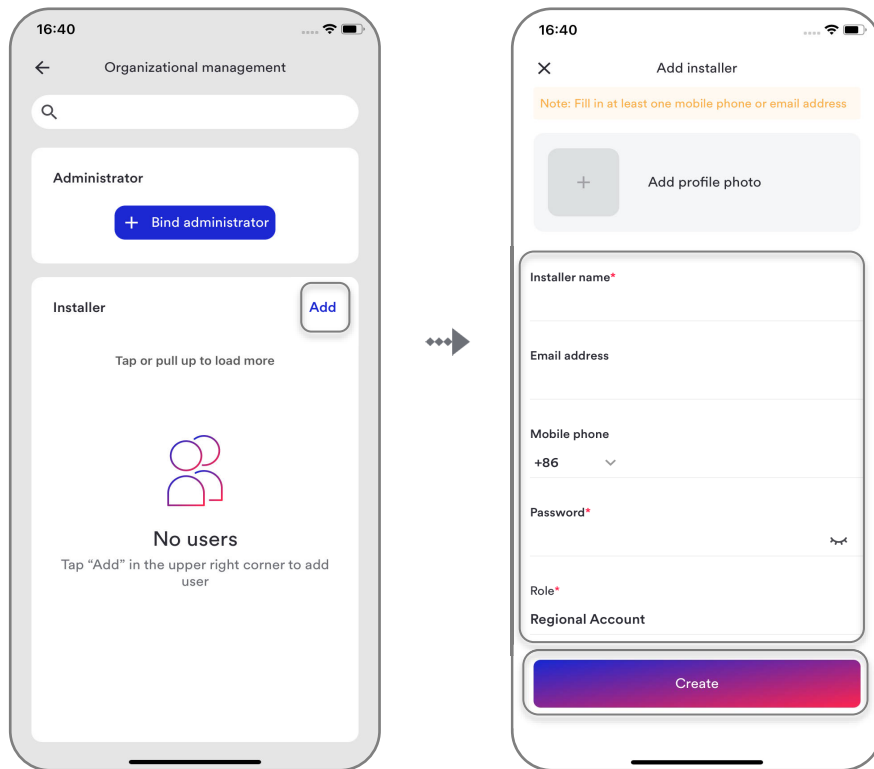 16:40
Organizational management
Administrator
+ Bind administrator
Installer
Add
Tap or pull up to load more
No users
Tap “Add” in the upper right corner to add
user
16:40
Add installer
Note: Fill in at least one mobile phone or email address
+
Add profile photo
Installer name*
Email address
Mobile phone
+86
Password*
Role*
Regional Account
Create